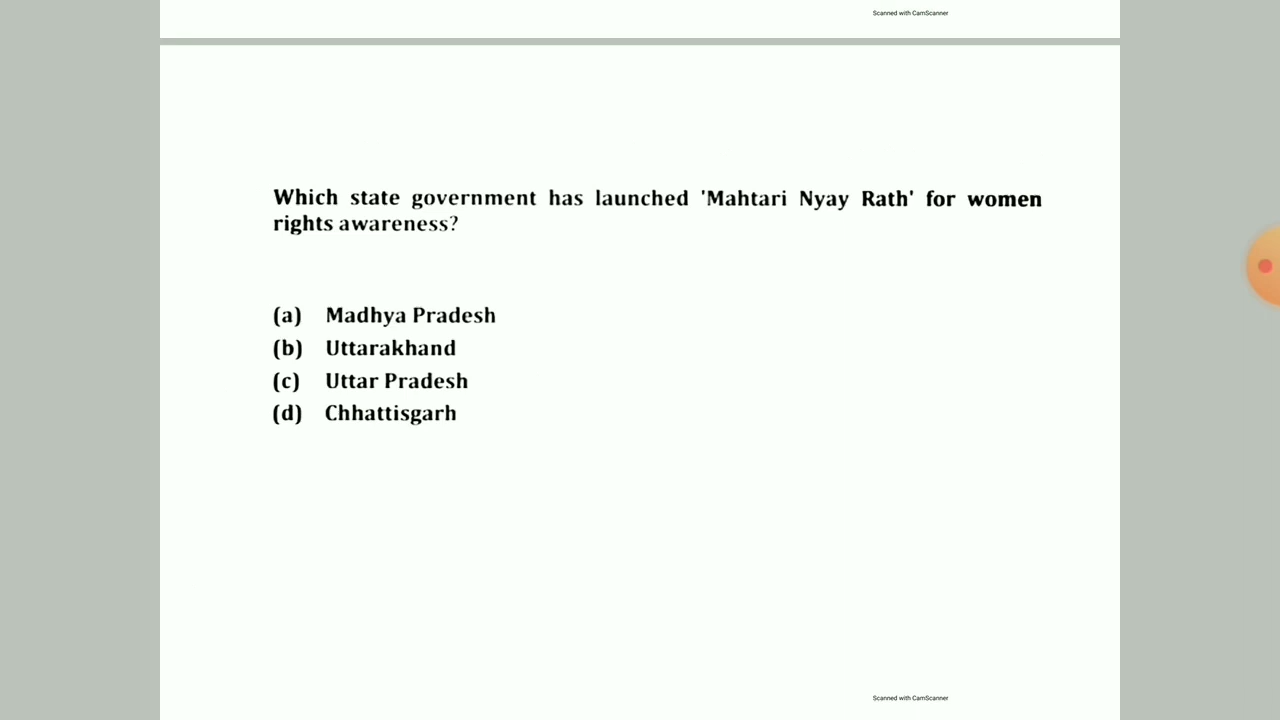 Scanned with CamScanner
Which state government has launched 'Mahtari Nyay Rath' for women
rights awareness?
(a) Madhya Pradesh
(b) Uttarakhand
(c) Uttar Pradesh
(d) Chhattisgarh
Scanned with CamScanner